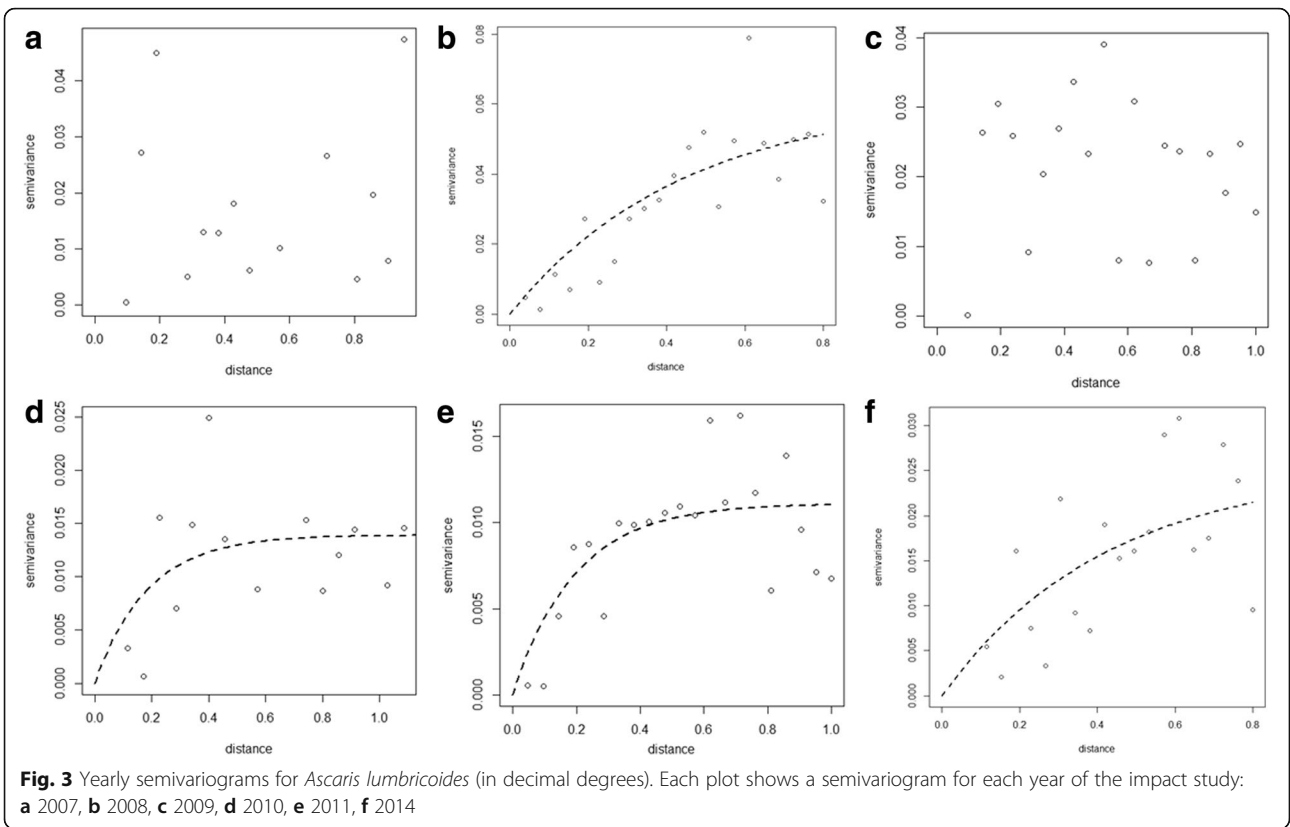 a
semivariance
0.00 0.01 0.02 0.03 0.04
0.0 0.2 0.4 0.6 0.8
distance
b
semivariance
0.00 0.02 0.04 0.06 0.08
0.0 0.2 0.4 0.6 0.8
distance
c
semivariance
0.00 0.01 0.02 0.03 0.04
0.0 0.2 0.4 0.6 0.8 1.0
distance
d
semivariance
0.000 0.005 0.010 0.015 0.020 0.025
0.0 0.2 0.4 0.6 0.8 1.0
distance
e
semivariance
0.000 0.005 0.010 0.015
0.0 0.2 0.4 0.6 0.8 1.0
distance
f
semivariance
0.000 0.005 0.010 0.015 0.020 0.025 0.030
0.0 0.2 0.4 0.6 0.8
distance
Fig. 3 Yearly semivariograms for Ascaris lumbricoides (in decimal degrees). Each plot shows a semivariogram for each year of the impact study:
a 2007, b 2008, c 2009, d 2010, e 2011, f 2014